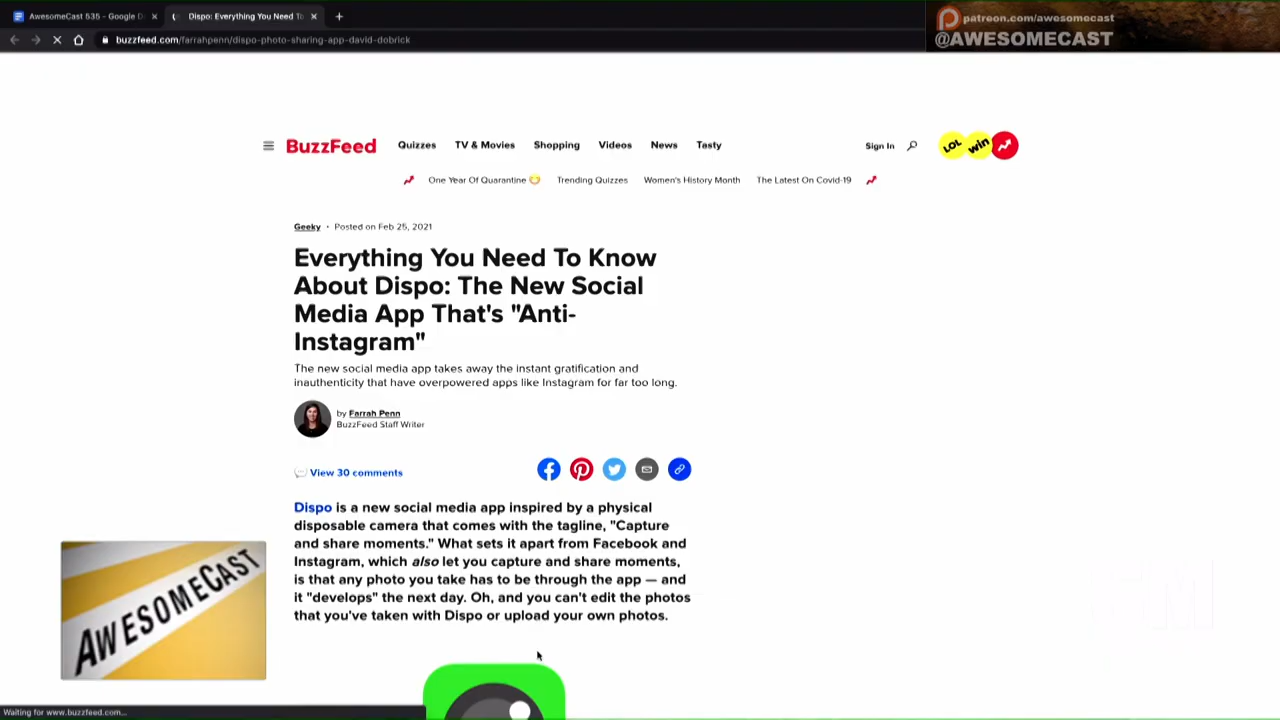 AwesomeCast 535 - Google D
Dispo: Everything You Need To
patreon.com/awesomecast
@AWESOMECAST
buzzfeed.com/farrahpenn/dispo-photo-sharing-app-david-dobrick
BuzzFeed
Quizzes
TV & Movies
Shopping
Videos
News
Tasty
Sign In
LOL
win
One Year Of Quarantine
Trending Quizzes
Women's History Month
The Latest On Covid-19
Geeky · Posted on Feb 25, 2021
Everything You Need To Know
About Dispo: The New Social
Media App That's "Anti-
Instagram"
The new social media app takes away the instant gratification and
inauthenticity that have overpowered apps like Instagram for far too long.
by Farrah Penn
BuzzFeed Staff Writer
View 30 comments
Dispo is a new social media app inspired by a physical
disposable camera that comes with the tagline, "Capture
and share moments." What sets it apart from Facebook and
Instagram, which also let you capture and share moments,
is that any photo you take has to be through the app — and
it "develops" the next day. Oh, and you can't edit the photos
that you've taken with Dispo or upload your own photos.
AWESOMECAST
Waiting for www.buzzfeed.com...